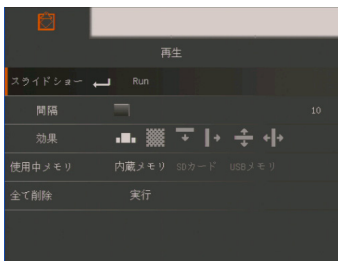 再生
スライドショー Run
間隔 10
効果
使用中メモリ 内蔵メモリ SDカード USBメモリ
全て削除 実行